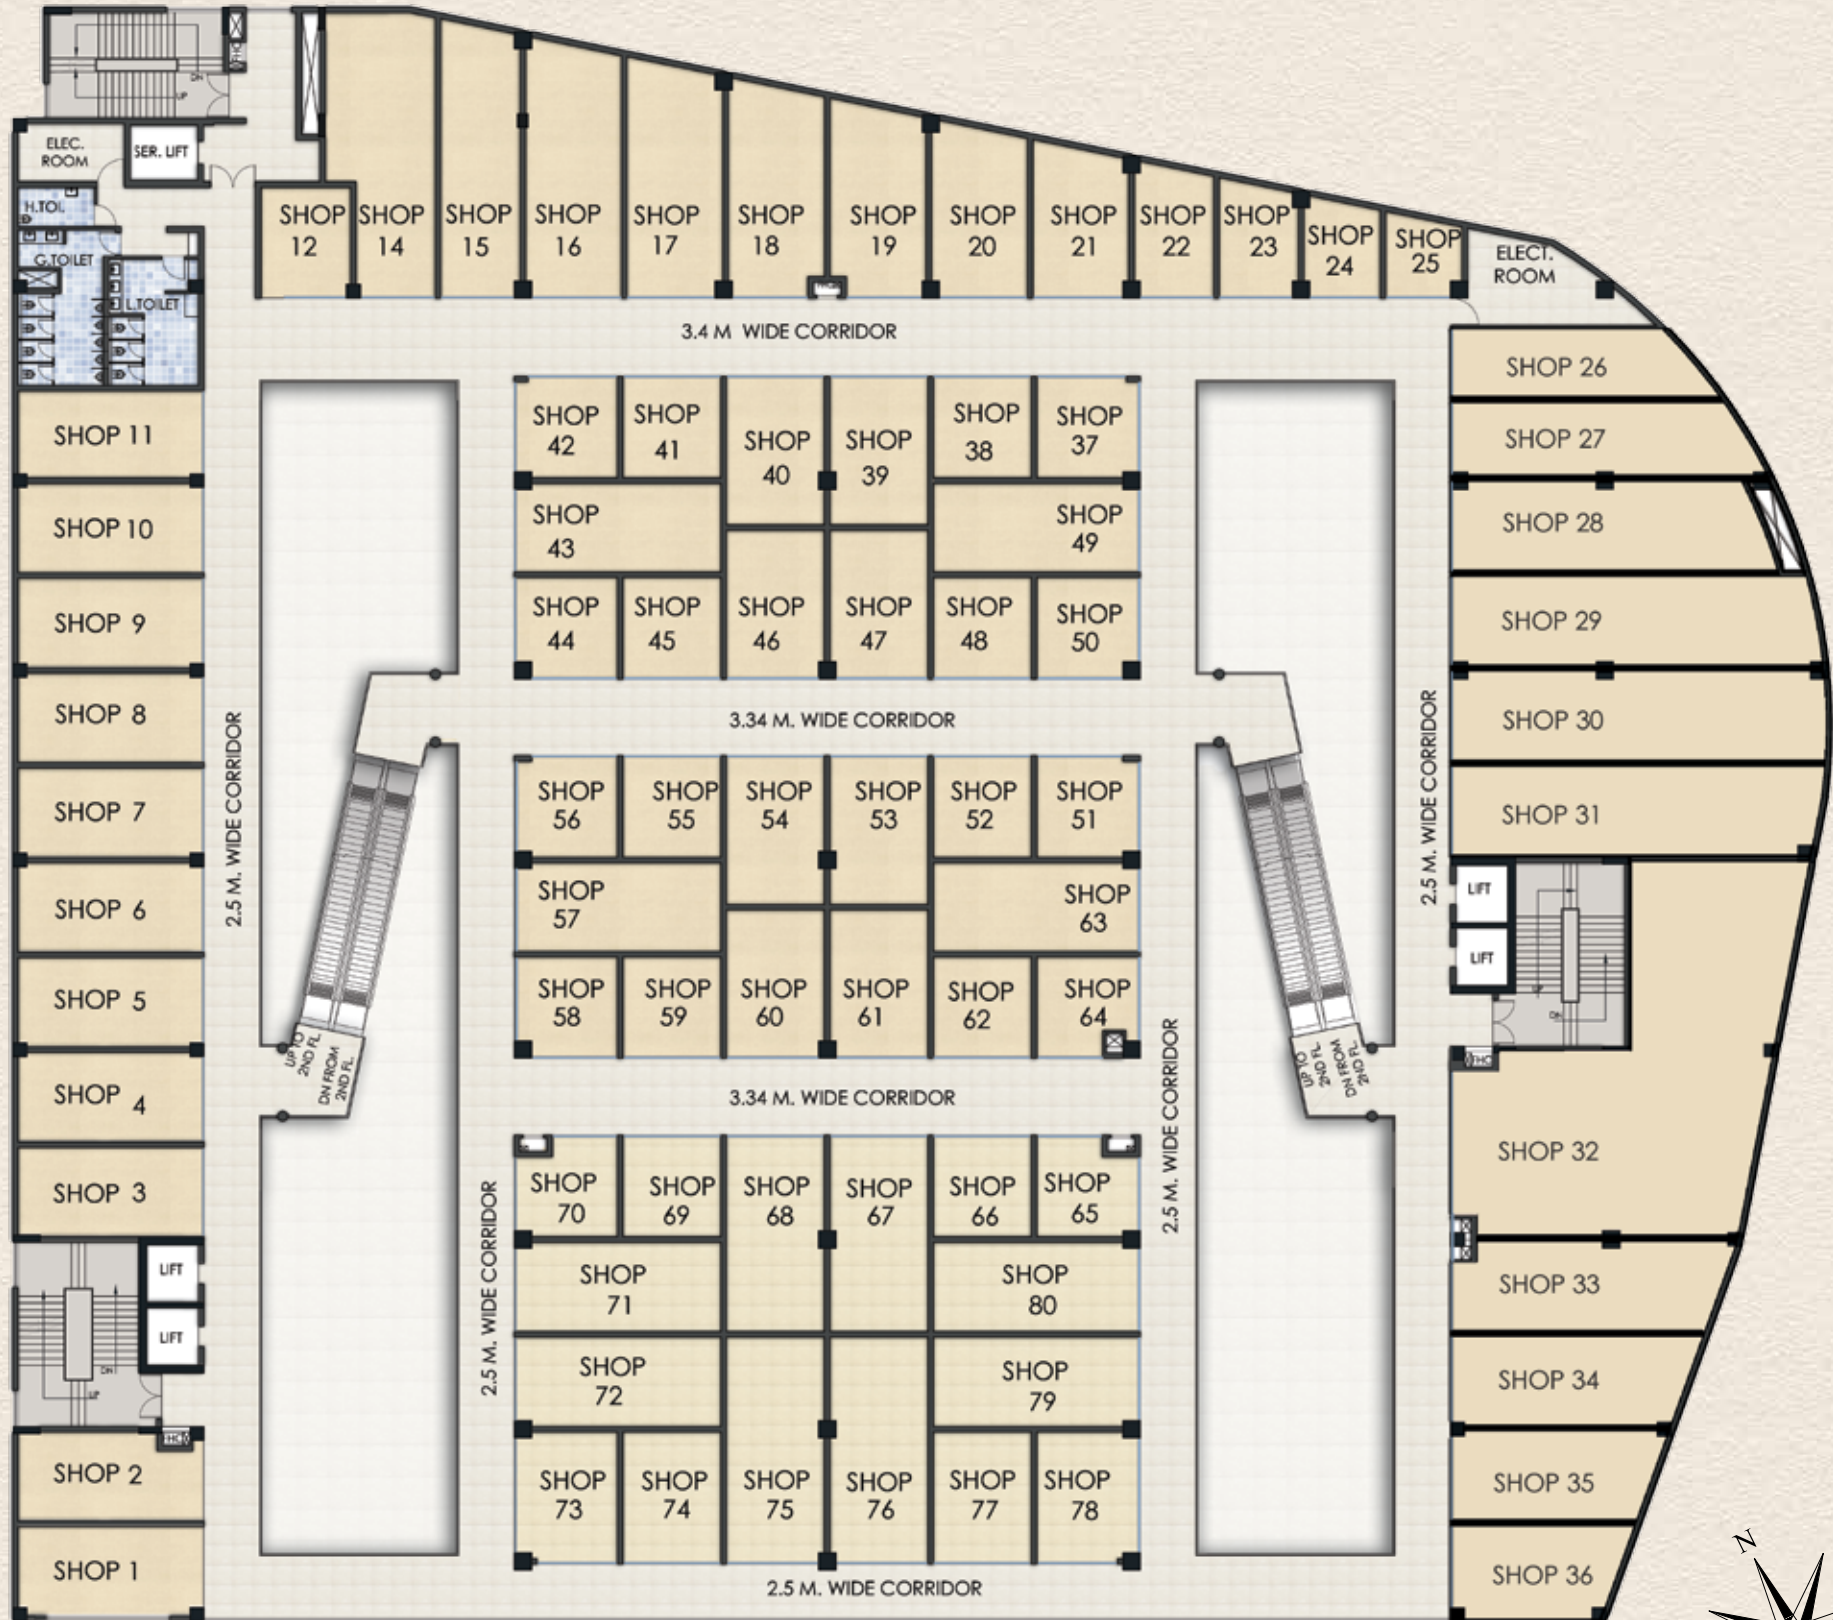 FHC
DN
UP
ELEC.
ROOM
SER. LIFT
H.TOI.
G.TOILET
L.TOILET
SHOP
12
SHOP
14
SHOP
15
SHOP
16
SHOP
17
SHOP
18
SHOP
19
SHOP
20
SHOP
21
SHOP
22
SHOP
23
SHOP
24
SHOP
25
ELECT.
ROOM
3.4 M WIDE CORRIDOR
SHOP 11
SHOP 10
SHOP 9
SHOP 8
SHOP 7
SHOP 6
SHOP 5
SHOP 4
SHOP 3
LIFT
LIFT
DN
UP
FHC
SHOP 2
SHOP 1
2.5 M. WIDE CORRIDOR
UP TO
2ND FL.
DN FROM
2ND FL.
SHOP
42
SHOP
41
SHOP
40
SHOP
39
SHOP
38
SHOP
37
SHOP
43
SHOP
49
SHOP
44
SHOP
45
SHOP
46
SHOP
47
SHOP
48
SHOP
50
3.34 M. WIDE CORRIDOR
SHOP
56
SHOP
55
SHOP
54
SHOP
53
SHOP
52
SHOP
51
SHOP
57
SHOP
63
SHOP
58
SHOP
59
SHOP
60
SHOP
61
SHOP
62
SHOP
64
3.34 M. WIDE CORRIDOR
2.5 M. WIDE CORRIDOR
SHOP
70
SHOP
69
SHOP
68
SHOP
67
SHOP
66
SHOP
65
SHOP
71
SHOP
80
SHOP
72
SHOP
79
SHOP
73
SHOP
74
SHOP
75
SHOP
76
SHOP
77
SHOP
78
2.5 M. WIDE CORRIDOR
2.5 M. WIDE CORRIDOR
UP TO
2ND FL.
DN FROM
2ND FL.
2.5 M. WIDE CORRIDOR
SHOP 26
SHOP 27
SHOP 28
SHOP 29
SHOP 30
SHOP 31
LIFT
LIFT
UP
DN
FHC
SHOP 32
SHOP 33
SHOP 34
SHOP 35
SHOP 36
N